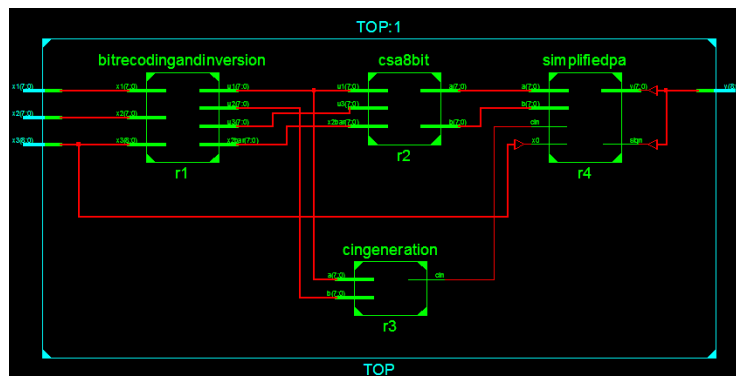 TOP:1
bitrecodingandinversion
csa8bit
simplifiedpa
x1(7:0)
x1(7:0)
u1(7:0)
u1(7:0)
a(7:0)
a(7:0)
y(7:0)
u2(7:0)
u3(7:0)
b(7:0)
x2(7:0)
x2(7:0)
u3(7:0)
x2bar(7:0)
b(7:0)
cin
x3(8:0)
x3(8:0)
x2bar(7:0)
x0
sign
r1
r2
r4
cingeneration
a(7:0)
cin
b(7:0)
r3
TOP